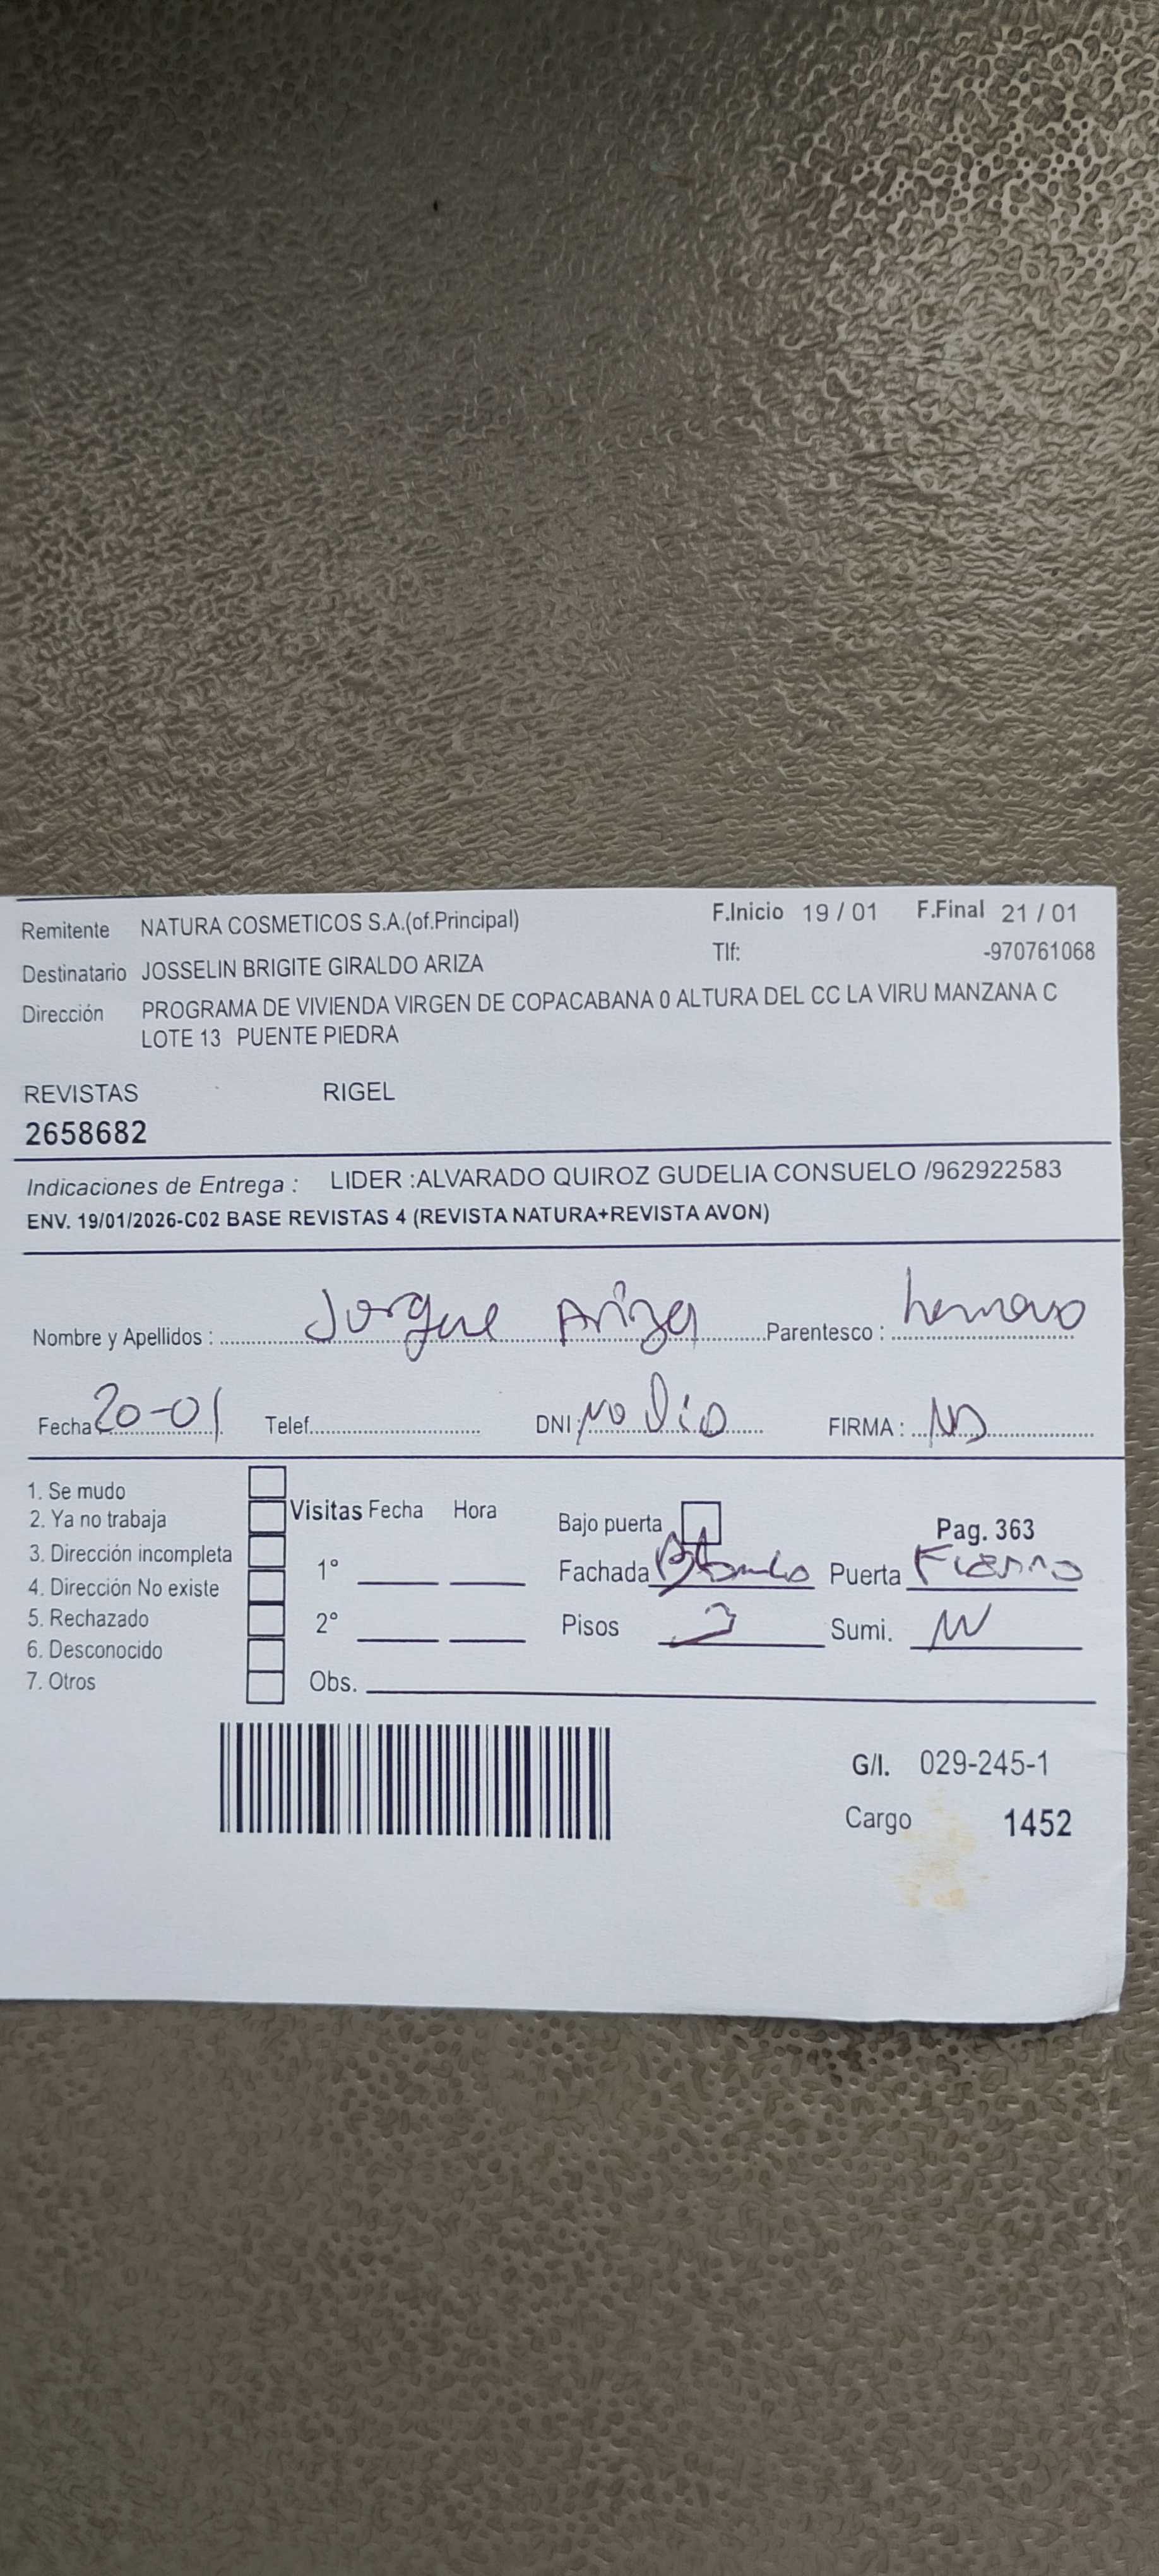 Remitente NATURA COSMETICOS S.A.(of.Principal) F.Inicio 19 / 01 F.Final 21 / 01
Tlf: -970761068
Destinatario JOSSELIN BRIGITE GIRALDO ARIZA
Dirección PROGRAMA DE VIVIENDA VIRGEN DE COPACABANA 0 ALTURA DEL CC LA VIRU MANZANA C
LOTE 13 PUENTE PIEDRA
REVISTAS RIGEL
2658682
Indicaciones de Entrega : LIDER :ALVARADO QUIROZ GUDELIA CONSUELO /962922583
ENV. 19/01/2026-C02 BASE REVISTAS 4 (REVISTA NATURA+REVISTA AVON)
Nombre y Apellidos : Jorgue Ariza Parentesco : hermano
Fecha 20-01 Telef. DNI: no Dio FIRMA :
1. Se mudo
2. Ya no trabaja
3. Dirección incompleta
4. Dirección No existe
5. Rechazado
6. Desconocido
7. Otros
Visitas Fecha Hora
1°
2°
Obs.
Bajo puerta Pag. 363
Fachada Puerta Fierro
Pisos 3 Sumi.
G/I. 029-245-1
Cargo 1452